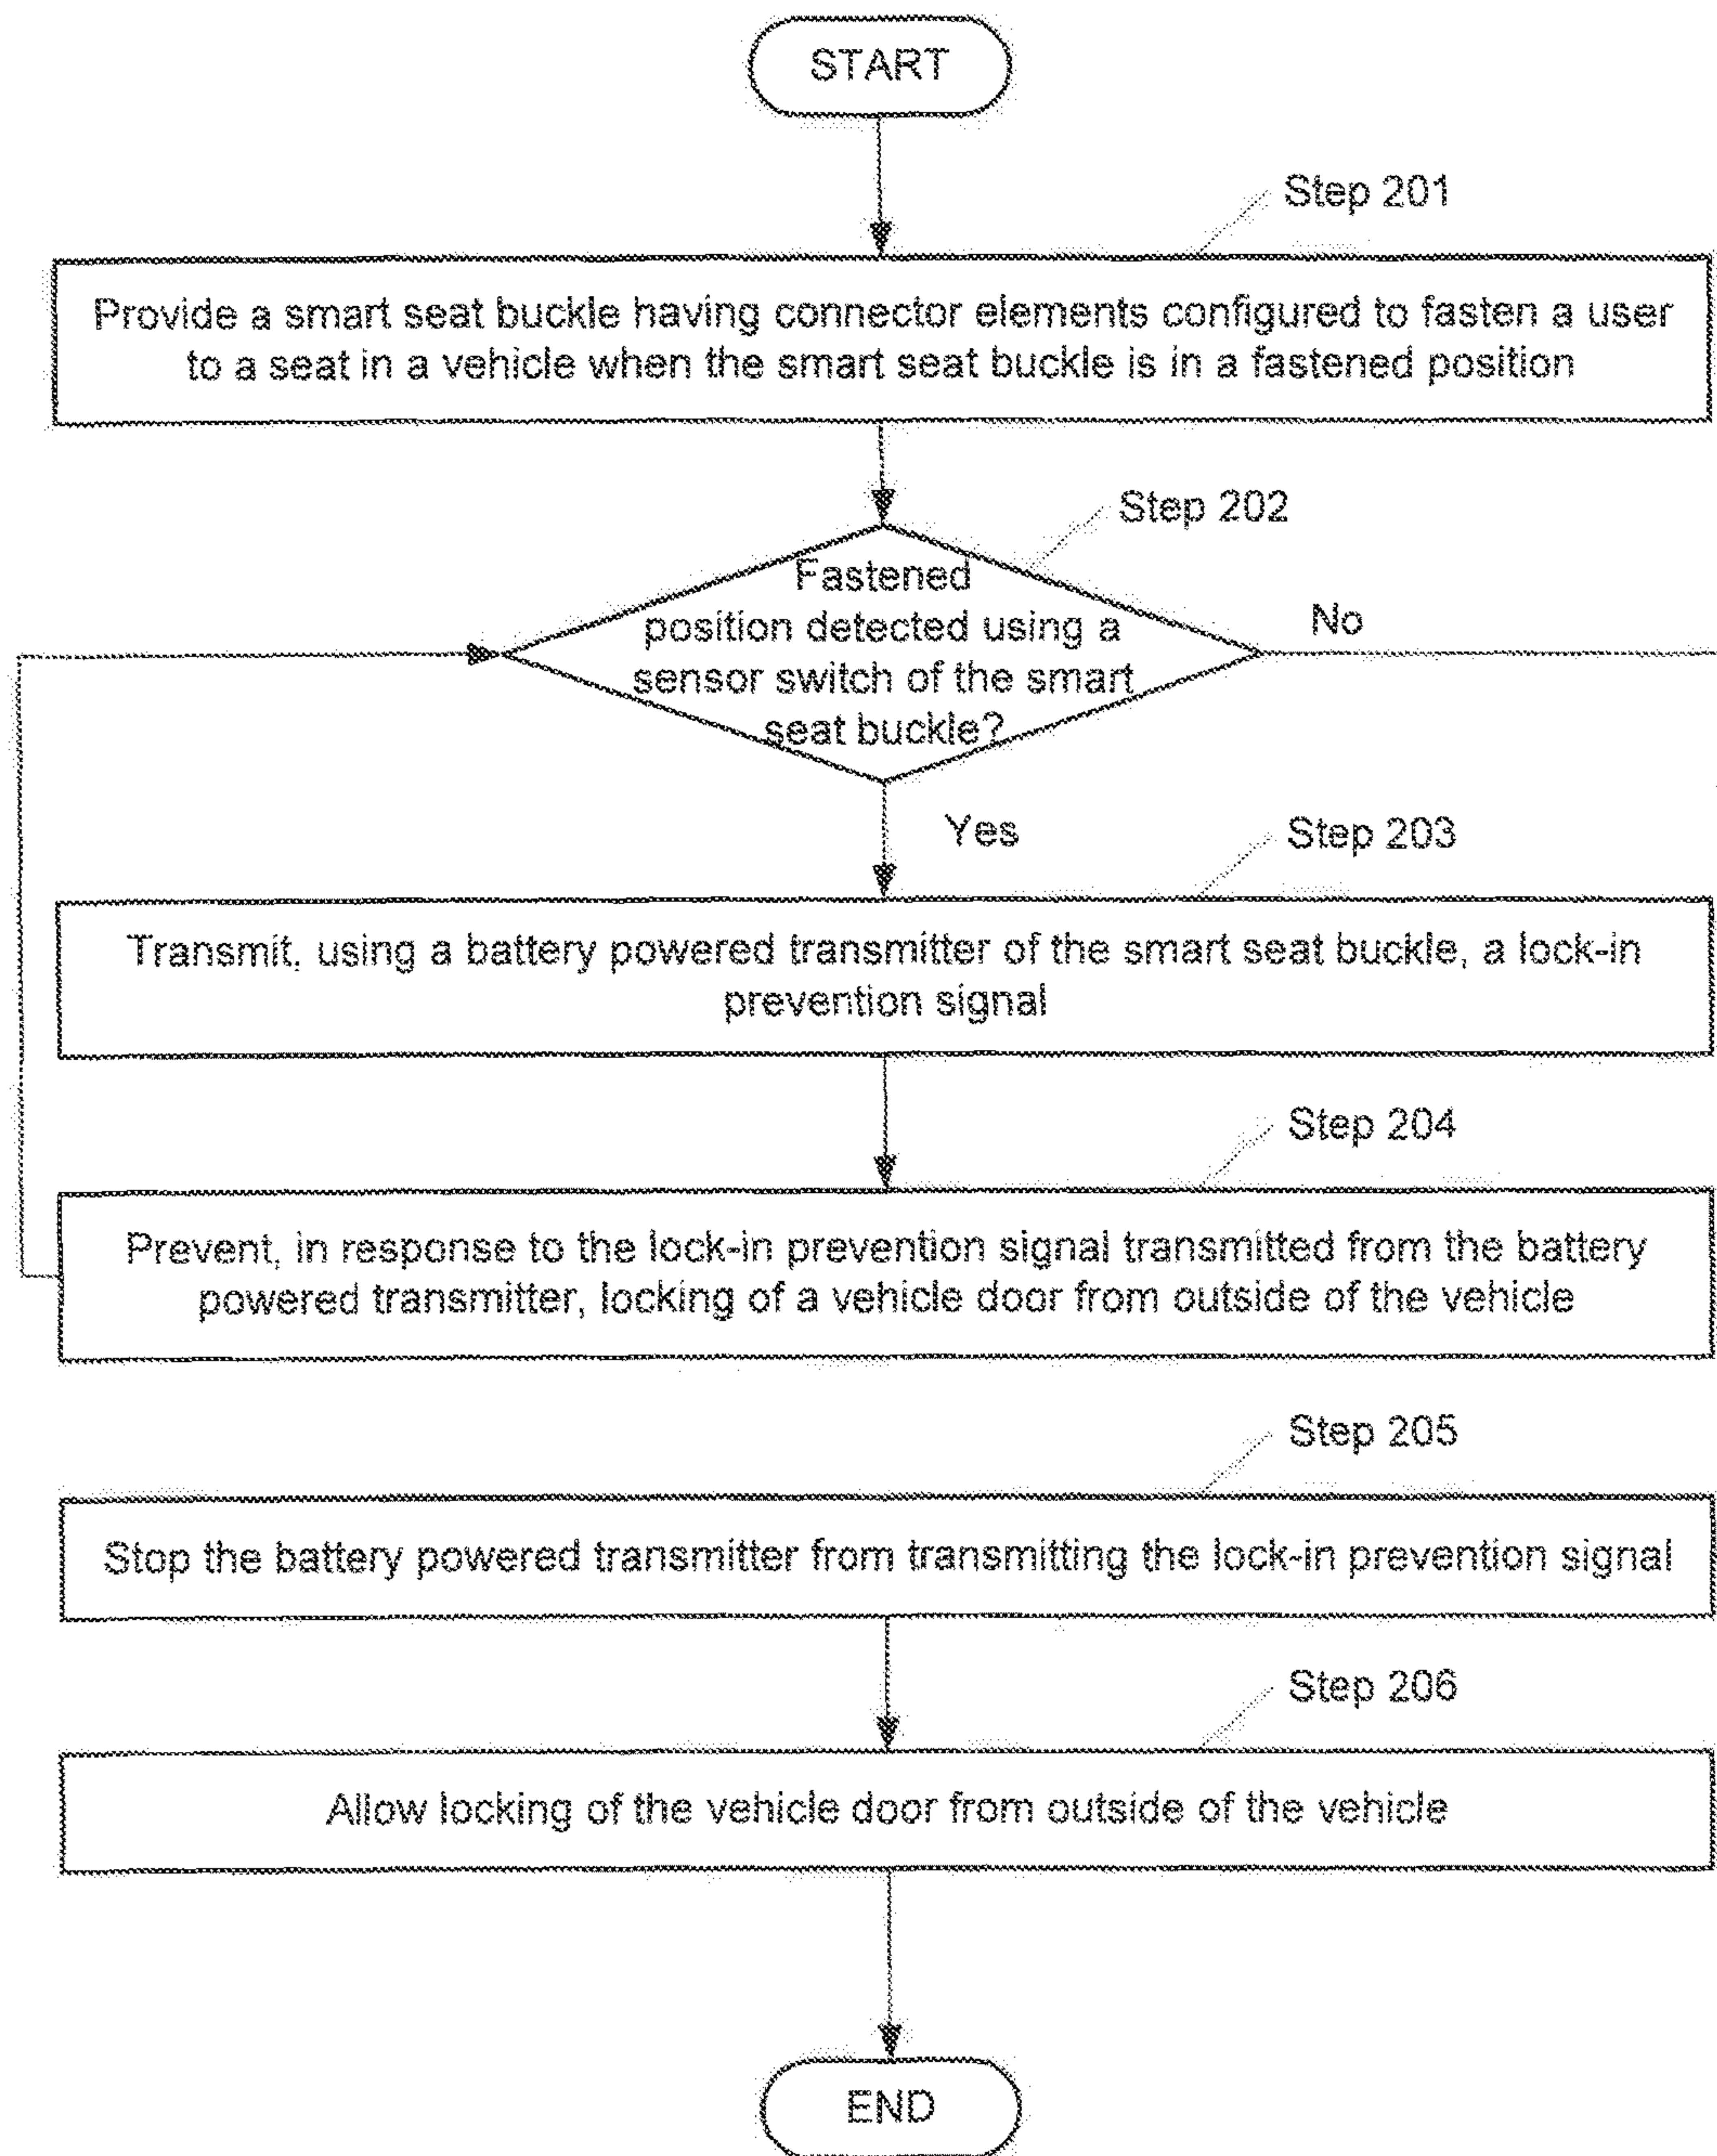 START
Step 201
Provide a smart seat buckle having connector elements configured to fasten a user
to a seat in a vehicle when the smart seat buckle is in a fastened position
Step 202
Fastened
position detected using a
sensor switch of the smart
seat buckle?
No
Yes
Step 203
Transmit, using a battery powered transmitter of the smart seat buckle, a lock-in
prevention signal
Step 204
Prevent, in response to the lock-in prevention signal transmitted from the battery
powered transmitter, locking of a vehicle door from outside of the vehicle
Step 205
Stop the battery powered transmitter from transmitting the lock-in prevention signal
Step 206
Allow locking of the vehicle door from outside of the vehicle
END